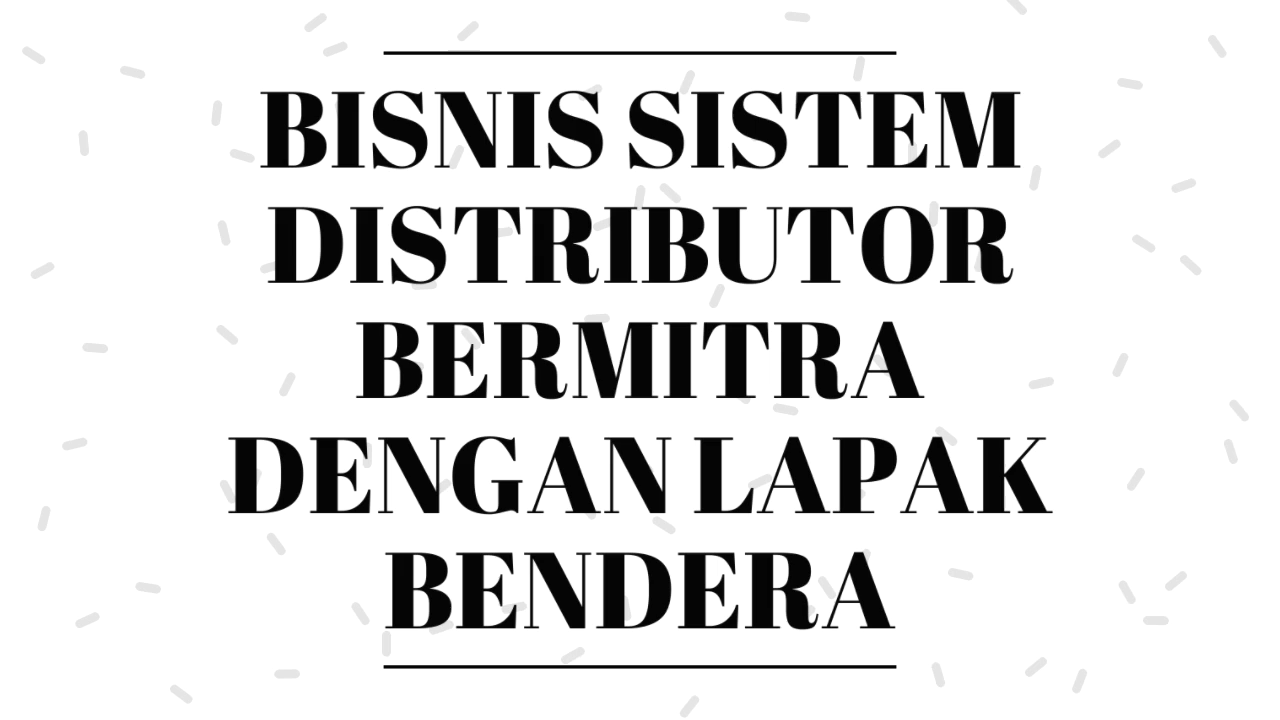 BISNIS SISTEM
DISTRIBUTOR
BERMITRA
DENGAN LAPAK
BENDERA